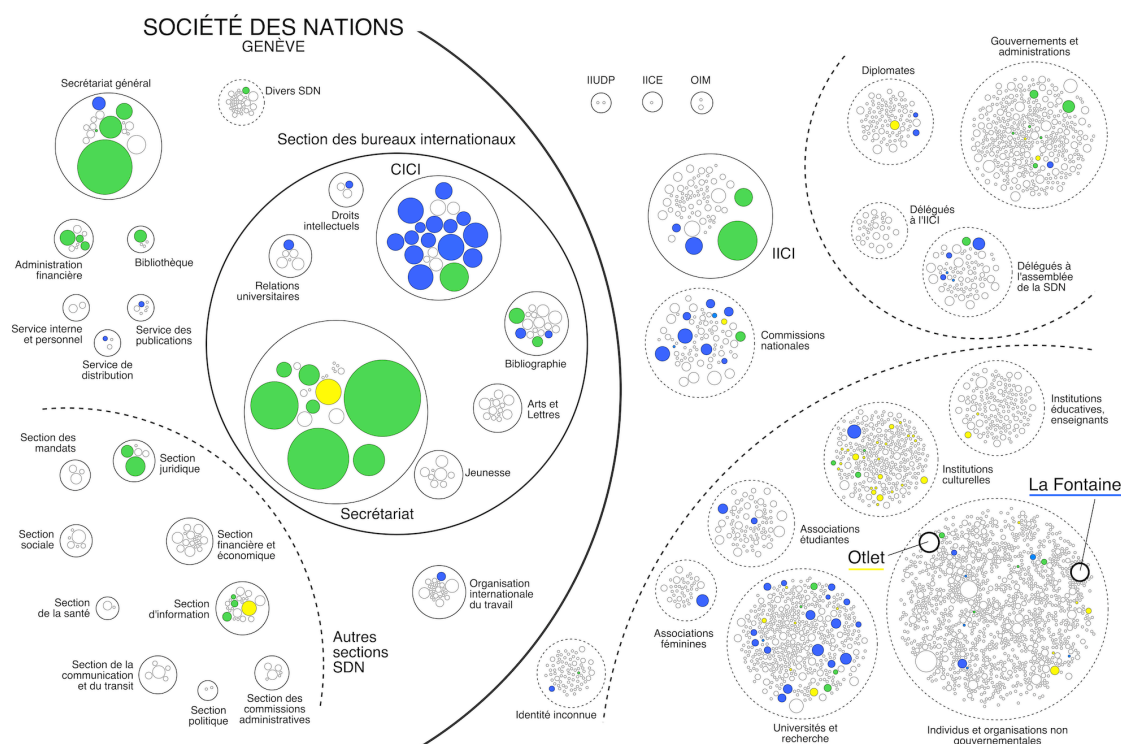 SOCIÉTÉ DES NATIONS
GENÈVE
Secrétariat général
Divers SDN
Section des bureaux internationaux
CICI
Droits
intellectuels
Relations
universitaires
Administration
financière
Bibliothèque
Service interne
et personnel
Service des
publications
Service de
distribution
Bibliographie
Arts et
Lettres
Jeunesse
Secrétariat
Section des
mandats
Section
juridique
Section
sociale
Section
financière et
économique
Section
de la santé
Section
d'information
Autres
sections
SDN
Section de la
communication
et du transit
Section
politique
Section des
commissions
administratives
Organisation
internationale
du travail
Identité inconnue
IIUDP
IICE
OIM
IICI
Commissions
nationales
Diplomates
Gouvernements et
administrations
Délégués
à l'IICI
Délégués à
l'assemblée
de la SDN
Institutions
éducatives,
enseignants
Institutions
culturelles
La Fontaine
Otlet
Associations
étudiantes
Associations
féminines
Universités et
recherche
Individus et organisations non
gouvernementales